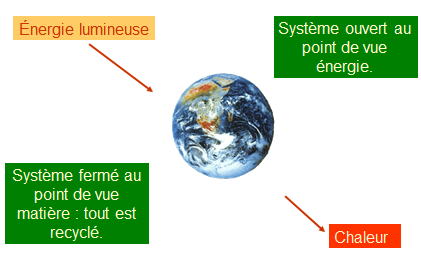 Énergie lumineuse
Système ouvert au
point de vue
énergie.
Système fermé au
point de vue
matière : tout est
recyclé.
Chaleur